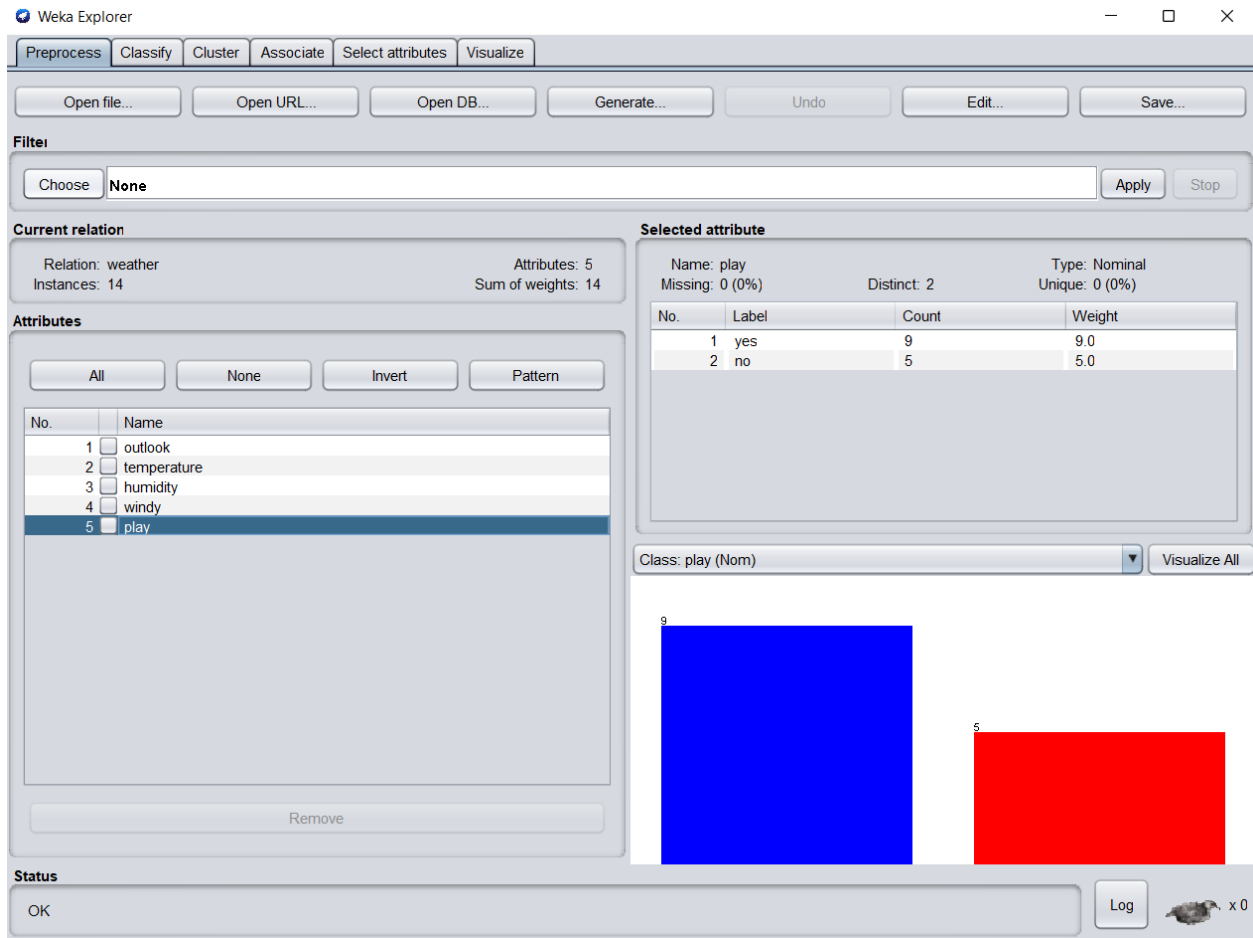 Weka Explorer
Preprocess Classify Cluster Associate Select attributes Visualize
Open file... Open URL... Open DB... Generate... Undo Edit... Save...
Filter
Choose None Apply Stop
Current relation
Relation: weather Attributes: 5
Instances: 14 Sum of weights: 14
Attributes
All None Invert Pattern
No. Name
1 outlook
2 temperature
3 humidity
4 windy
5 play
Remove
Selected attribute
Name: play Type: Nominal
Missing: 0 (0%) Distinct: 2 Unique: 0 (0%)
No. Label Count Weight
1 yes 9 9.0
2 no 5 5.0
Class: play (Nom) Visualize All
9
5
Status
OK Log x 0